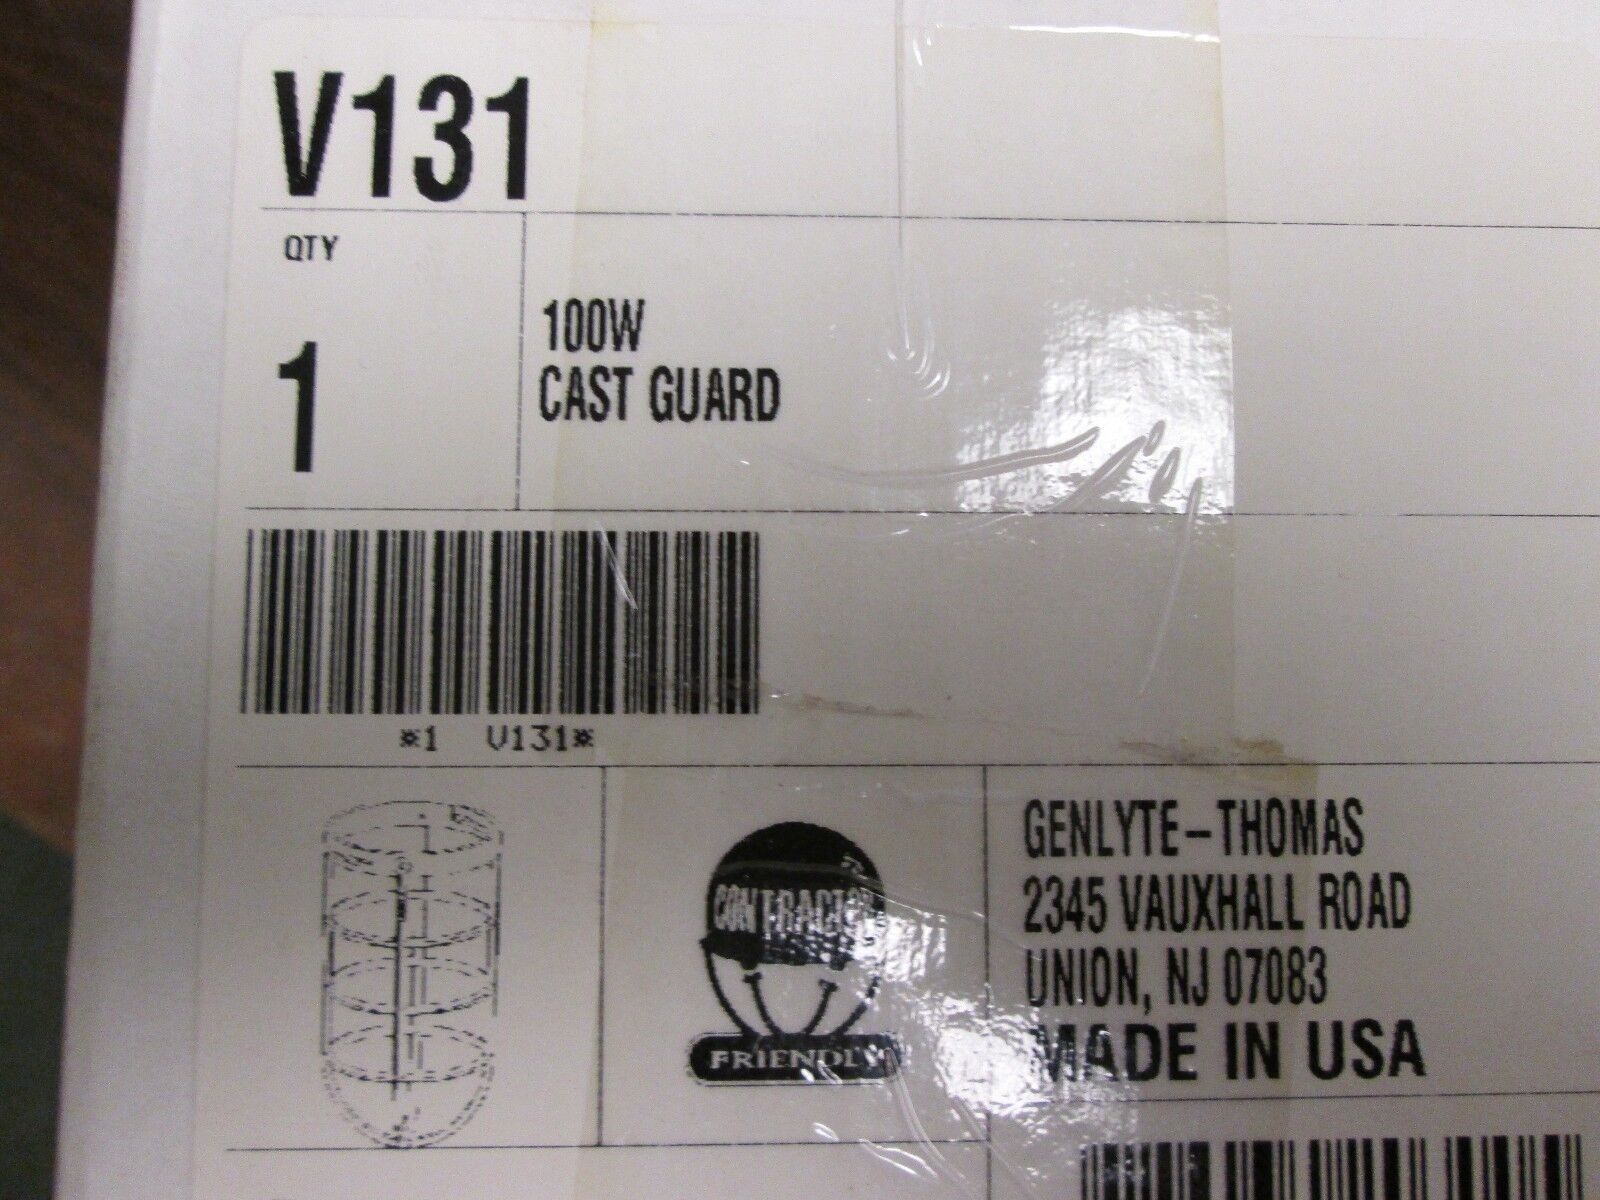 V131
QTY
1
100W
CAST GUARD
*1 V131*
CONTRACTOR
FRIENDLY
GENLYTE-THOMAS
2345 VAUXHALL ROAD
UNION, NJ 07083
MADE IN USA